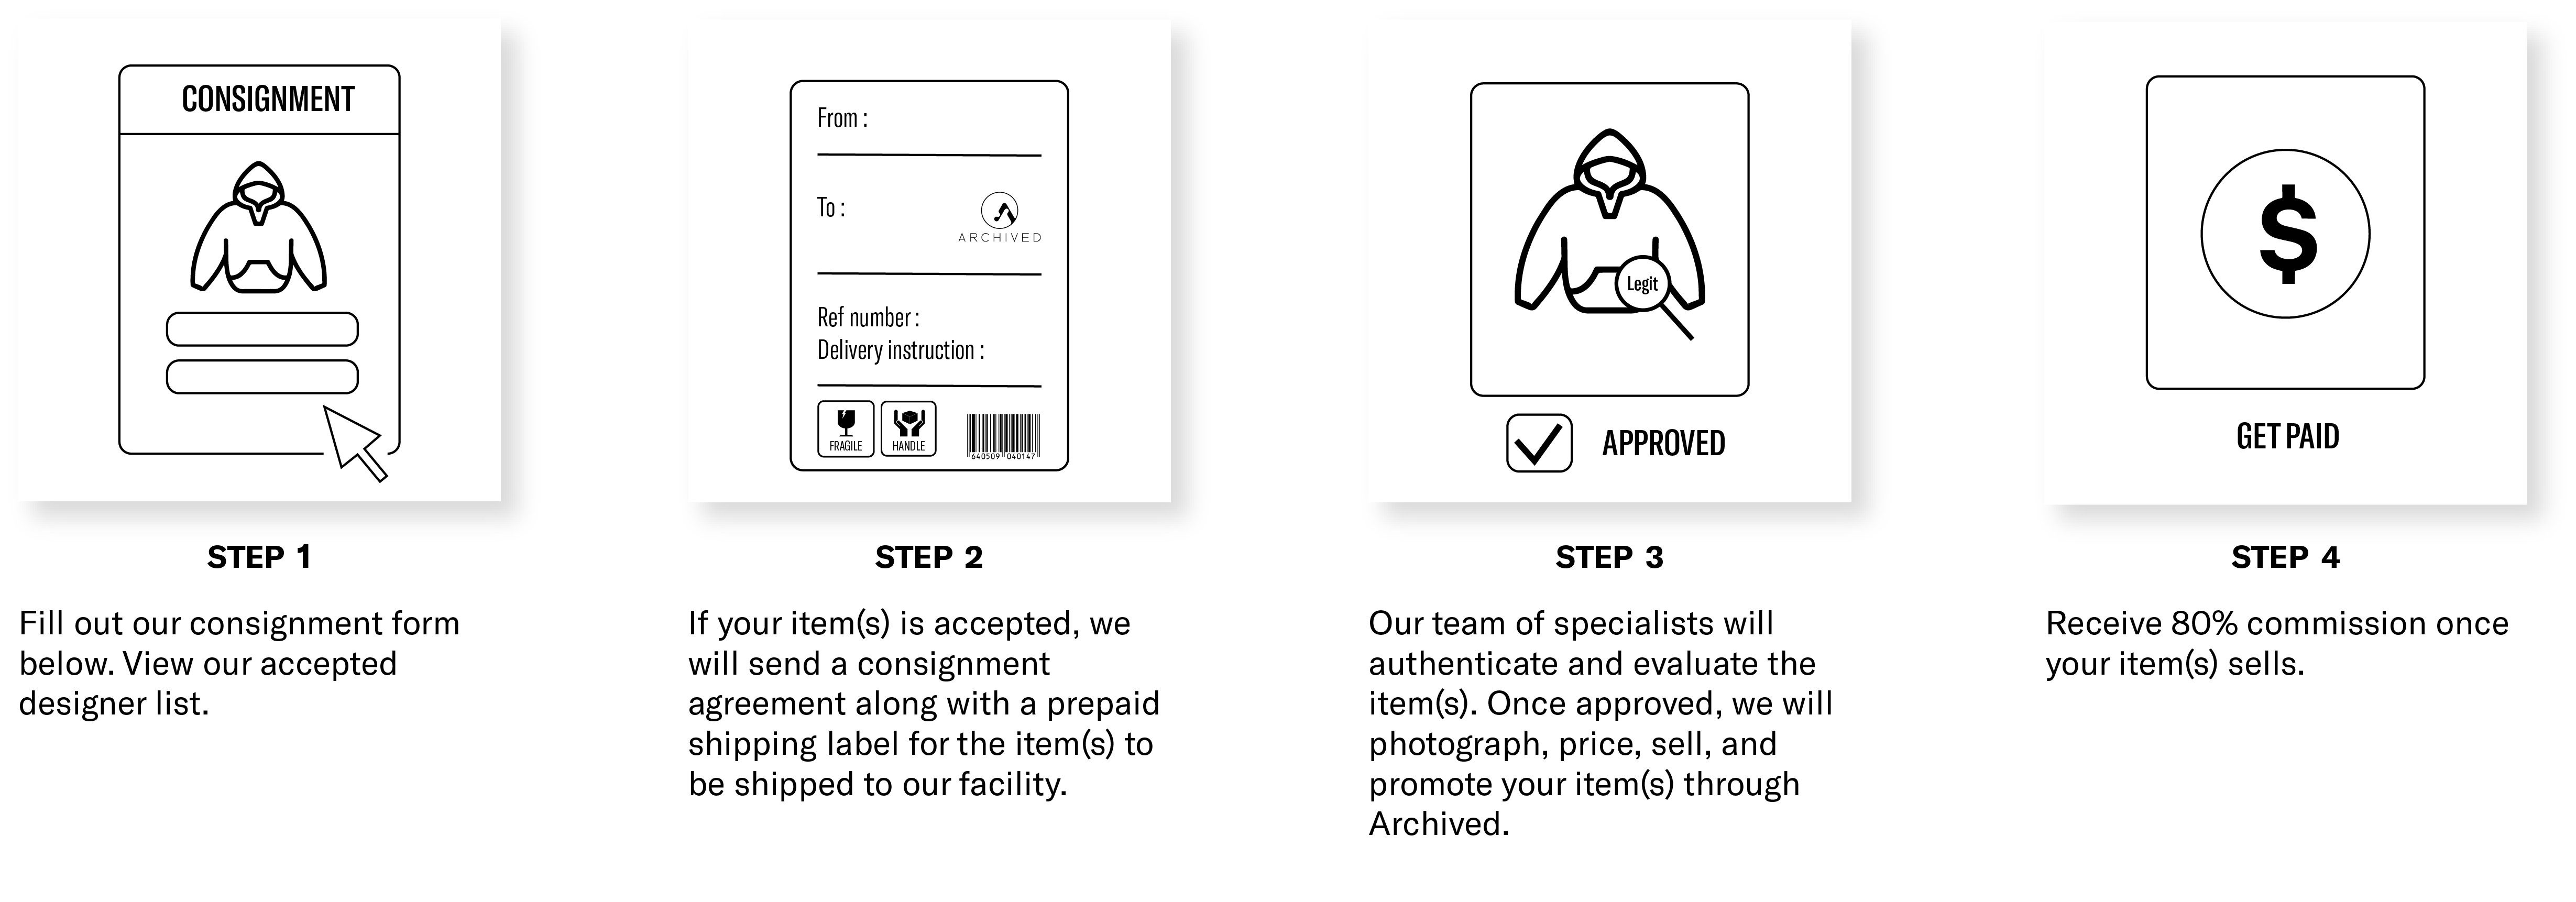 CONSIGNMENT
STEP 1
Fill out our consignment form
below. View our accepted
designer list.
From :
To :
ARCHIVED
Ref number :
Delivery instruction :
FRAGILE
HANDLE
640509 040147
STEP 2
If your item(s) is accepted, we
will send a consignment
agreement along with a prepaid
shipping label for the item(s) to
be shipped to our facility.
Legit
APPROVED
STEP 3
Our team of specialists will
authenticate and evaluate the
item(s). Once approved, we will
photograph, price, sell, and
promote your item(s) through
Archived.
$
GET PAID
STEP 4
Receive 80% commission once
your item(s) sells.